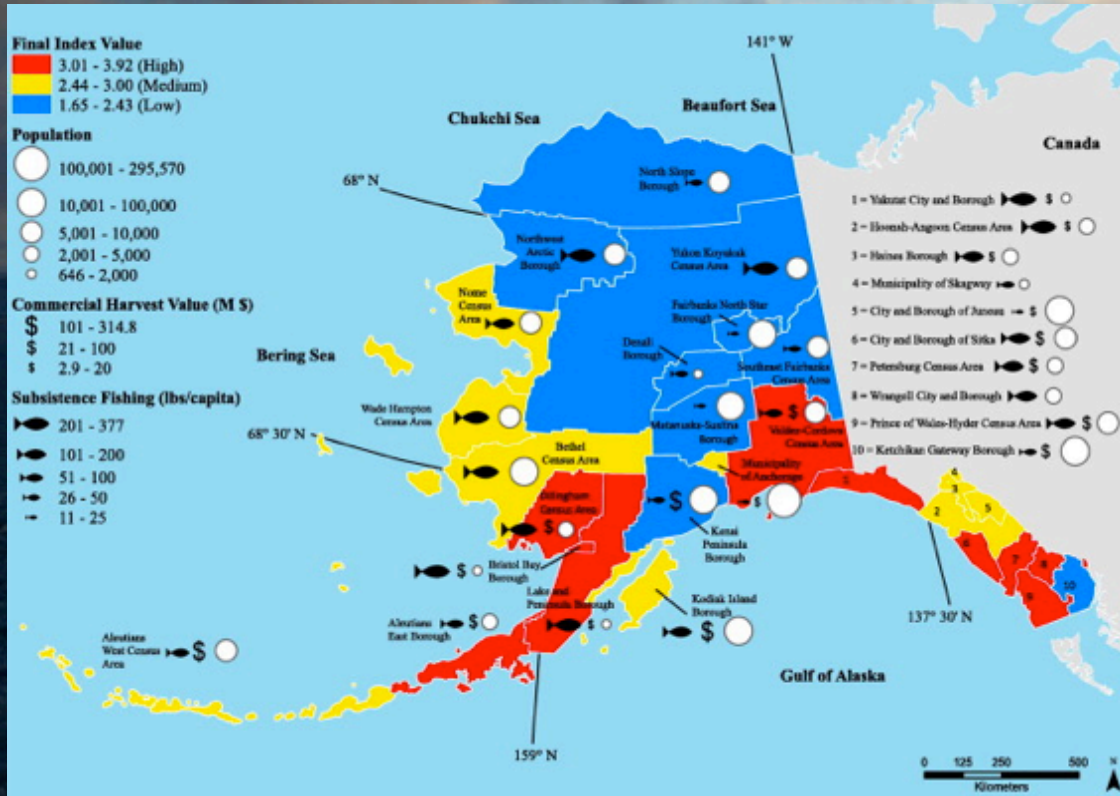 Final Index Value
3.01 - 3.92 (High)
2.44 - 3.00 (Medium)
1.65 - 2.43 (Low)
Population
100,001 - 295,570
10,001 - 100,000
5,001 - 10,000
2,001 - 5,000
646 - 2,000
Commercial Harvest Value (M $)
$ 101 - 314.8
$ 21 - 100
$ 2.9 - 20
Subsistence Fishing (lbs/capita)
201 - 377
101 - 200
51 - 100
26 - 50
11 - 25
141° W
Beaufort Sea
Chukchi Sea
Canada
68° N
North Slope
Borough
Northwest
Arctic
Borough
Yukon Koyukuk
Census Area
Nome
Census
Area
Fairbanks North Star
Borough
Denali
Borough
Southeast Fairbanks
Census Area
Bering Sea
Wade Hampton
Census Area
Matanuska-Susitna
Borough
Valdez-Cordova
$
Census Area
68° 30' N
Bethel
Census Area
Municipality
of Anchorage
$
Dillingham
Census Area
$
$
Kenai
Peninsula
Borough
$ Bristol Bay
Borough
Lake and
Peninsula Borough
$
Kodiak Island
Borough
$
Aleutians
East Borough
$
Aleutians
West Census
Area
$
Gulf of Alaska
159° N
137° 30' N
1 = Yakutat City and Borough $
2 = Hoonah-Angoon Census Area $
3 = Haines Borough $
4 = Municipality of Skagway
5 = City and Borough of Juneau $
6 = City and Borough of Sitka $
7 = Petersburg Census Area $
8 = Wrangell City and Borough
9 = Prince of Wales-Hyder Census Area $
10 = Ketchikan Gateway Borough $
1
4
3
2
5
6
7
8
9
10
0 125 250 500
Kilometers
N